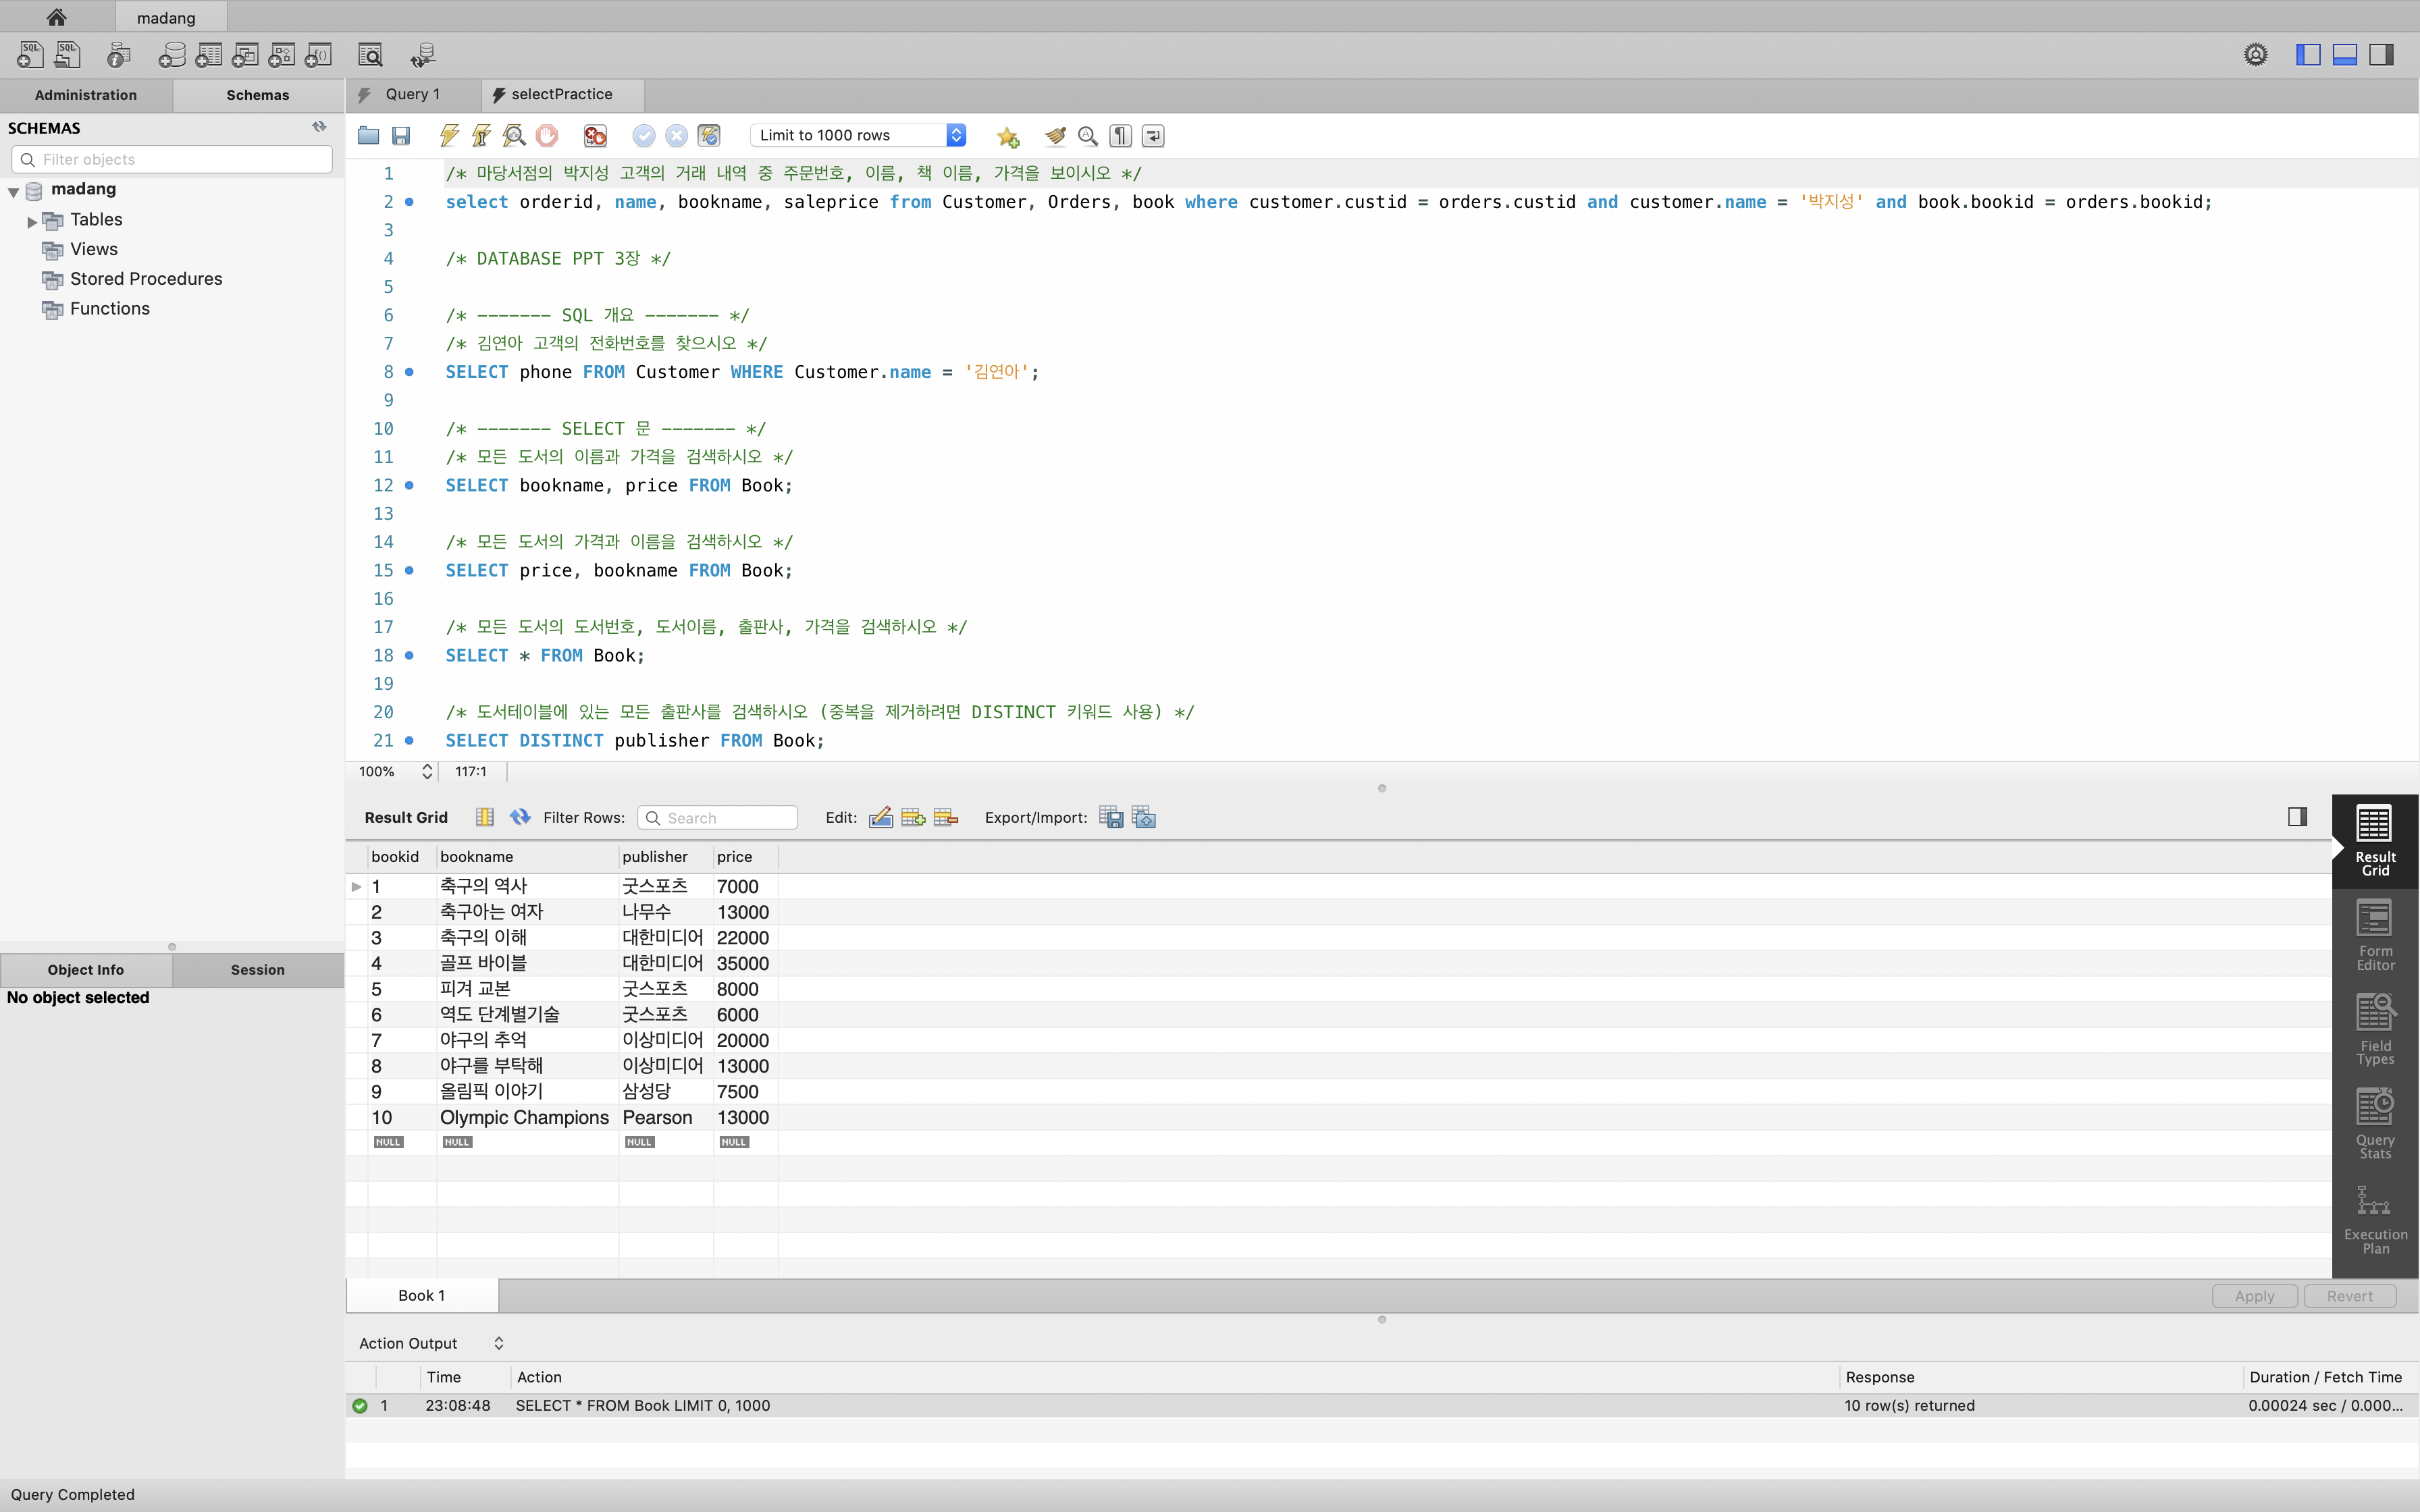 madang
Administration Schemas
Query 1 selectPractice
SCHEMAS
Filter objects
Limit to 1000 rows
madang
Tables
Views
Stored Procedures
Functions
1 /* 마당서점의 박지성 고객의 거래 내역 중 주문번호, 이름, 책 이름, 가격을 보이시오 */
2 select orderid, name, bookname, saleprice from Customer, Orders, book where customer.custid = orders.custid and customer.name = '박지성' and book.bookid = orders.bookid;
3
4 /* DATABASE PPT 3장 */
5
6 /* ------- SQL 개요 ------- */
7 /* 김연아 고객의 전화번호를 찾으시오 */
8 SELECT phone FROM Customer WHERE Customer.name = '김연아';
9
10 /* ------- SELECT 문 ------- */
11 /* 모든 도서의 이름과 가격을 검색하시오 */
12 SELECT bookname, price FROM Book;
13
14 /* 모든 도서의 가격과 이름을 검색하시오 */
15 SELECT price, bookname FROM Book;
16
17 /* 모든 도서의 도서번호, 도서이름, 출판사, 가격을 검색하시오 */
18 SELECT * FROM Book;
19
20 /* 도서테이블에 있는 모든 출판사를 검색하시오 (중복을 제거하려면 DISTINCT 키워드 사용) */
21 SELECT DISTINCT publisher FROM Book;
100% 117:1
Result Grid Filter Rows: Search Edit: Export/Import:
bookid bookname publisher price
1 축구의 역사 굿스포츠 7000
2 축구아는 여자 나무수 13000
3 축구의 이해 대한미디어 22000
4 골프 바이블 대한미디어 35000
5 피겨 교본 굿스포츠 8000
6 역도 단계별기술 굿스포츠 6000
7 야구의 추억 이상미디어 20000
8 야구를 부탁해 이상미디어 13000
9 올림픽 이야기 삼성당 7500
10 Olympic Champions Pearson 13000
NULL NULL NULL NULL
Result
Grid
Form
Editor
Field
Types
Query
Stats
Execution
Plan
Object Info Session
No object selected
Book 1 Apply Revert
Action Output
Time Action Response Duration / Fetch Time
1 23:08:48 SELECT * FROM Book LIMIT 0, 1000 10 row(s) returned 0.00024 sec / 0.000...
Query Completed